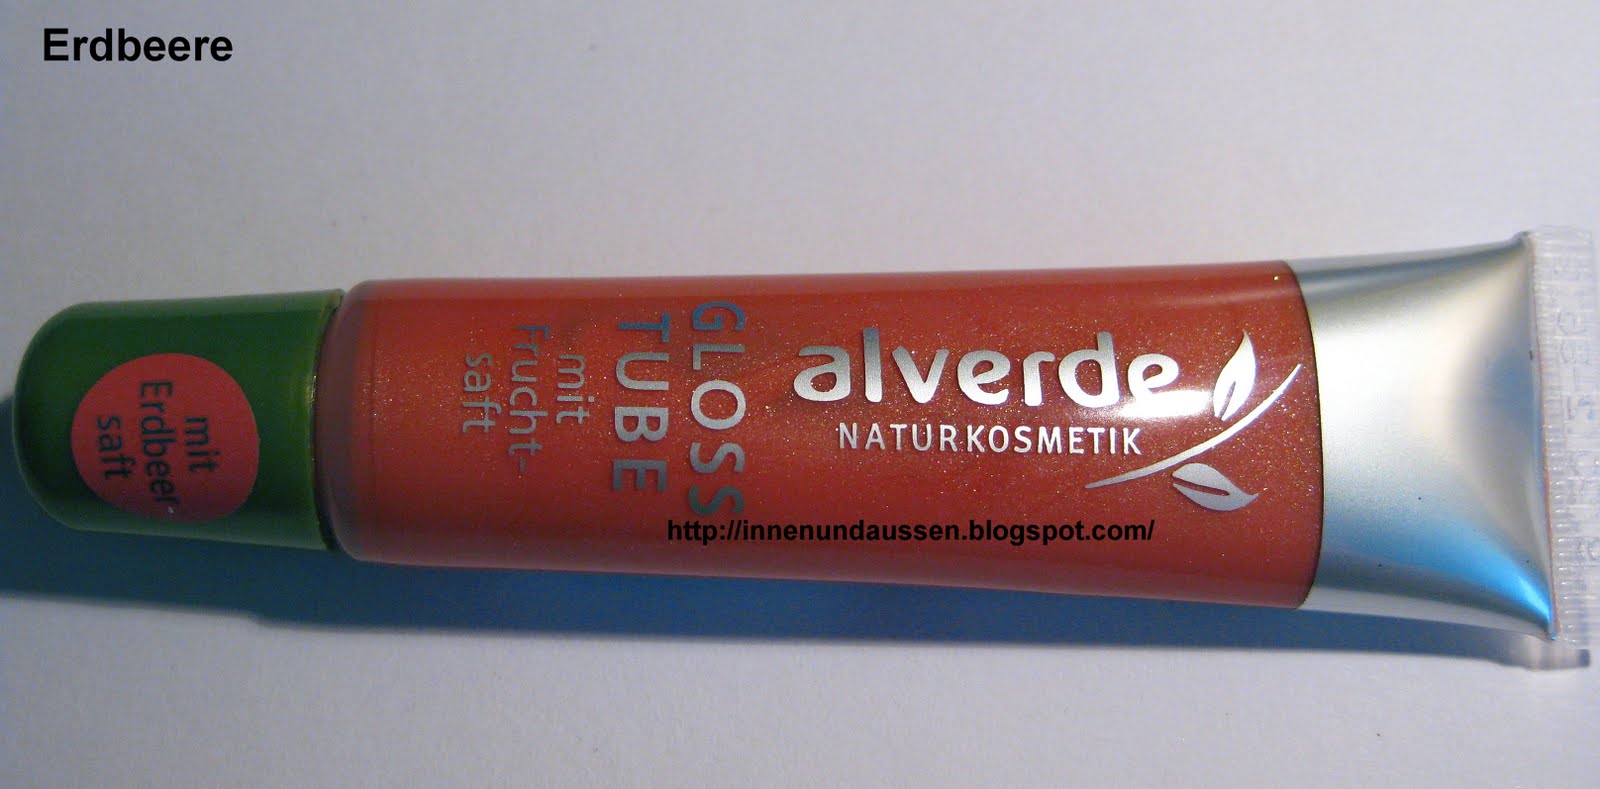 Erdbeere
alverde
NATURKOSMETIK
GLOSS
TUBE
mit
Frucht-
saft
mit
Erdbeer-
saft
http://innenundaussen.blogspot.com/